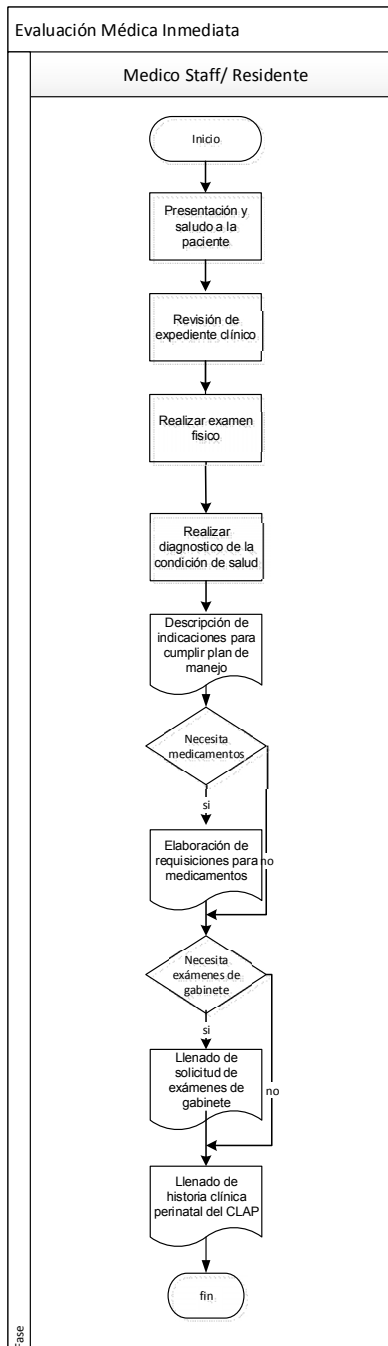 Evaluación Médica Inmediata
Medico Staff/ Residente
Inicio
Presentación y
saludo a la
paciente
Revisión de
expediente clínico
Realizar examen
fisico
Realizar
diagnostico de la
condición de salud
Descripción de
indicaciones para
cumplir plan de
manejo
Necesita
medicamentos
si
Elaboración de
requisiciones para
medicamentos
no
Necesita
exámenes de
gabinete
si
Llenado de
solicitud de
exámenes de
gabinete
no
Llenado de
historia clínica
perinatal del CLAP
fin
Fase